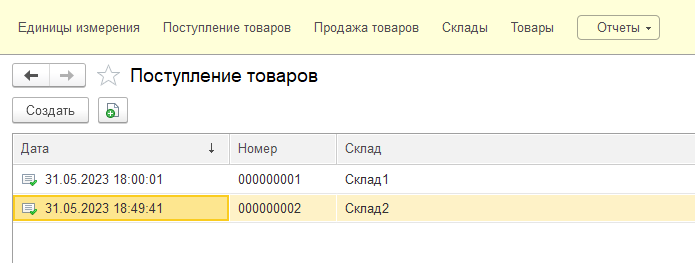 Единицы измерения Поступление товаров Продажа товаров Склады Товары Отчеты
Поступление товаров
Создать
Дата Номер Склад
31.05.2023 18:00:01 000000001 Склад1
31.05.2023 18:49:41 000000002 Склад2